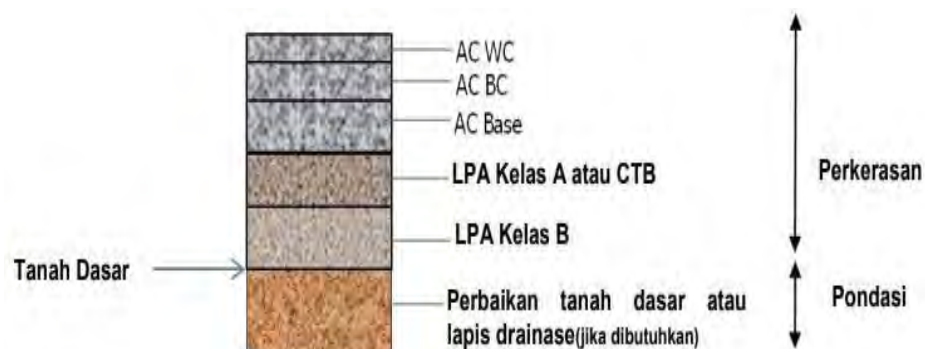 AC WC
AC BC
AC Base
LPA Kelas A atau CTB
Perkerasan
LPA Kelas B
Tanah Dasar
Perbaikan tanah dasar atau
lapis drainase(jika dibutuhkan)
Pondasi